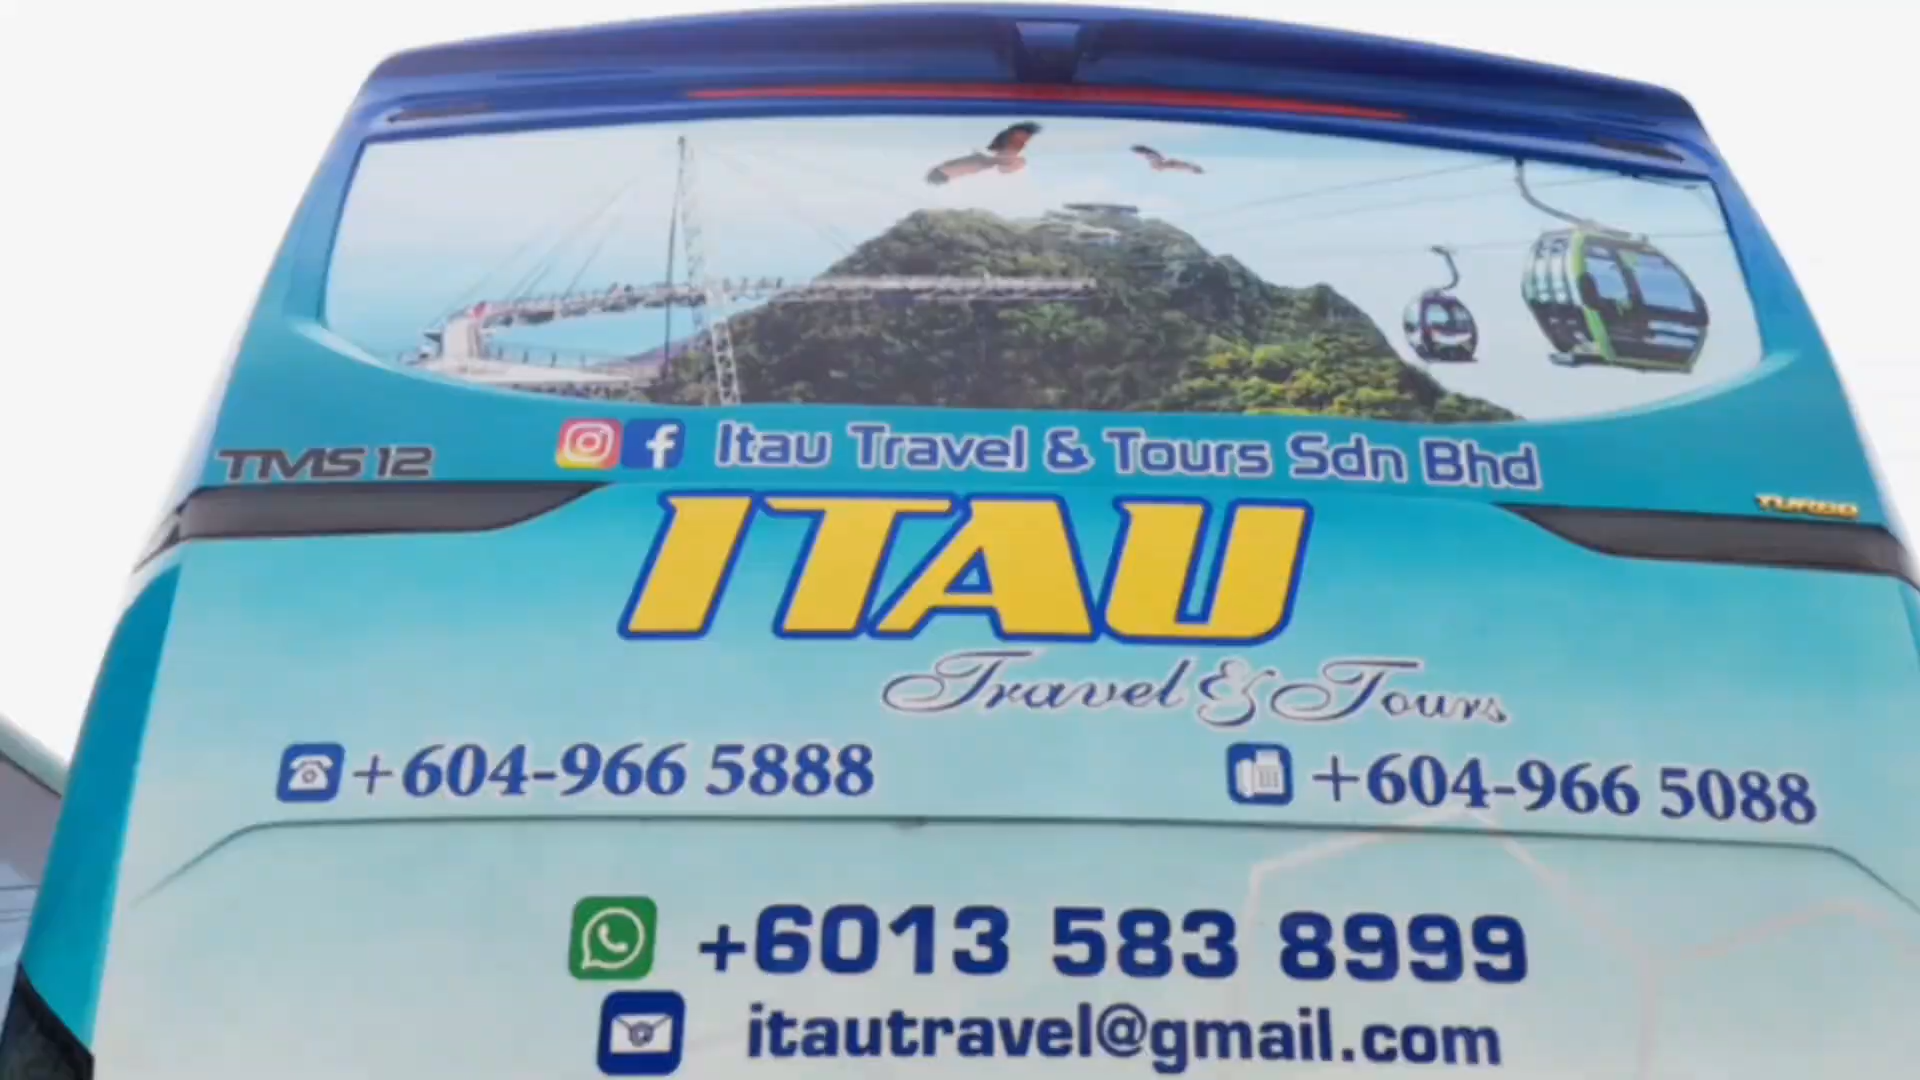 Itau Travel & Tours Sdn Bhd
TMS 12
TURBO
ITAU
Travel & Tours
+604-966 5888
+604-966 5088
+6013 583 8999
itautravel@gmail.com